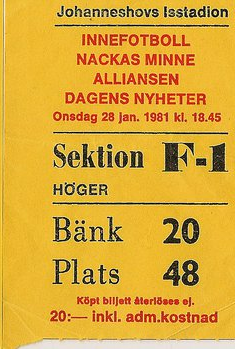 Johanneshovs Isstadion
INNEFOTBOLL
NACKAS MINNE
ALLIANSEN
DAGENS NYHETER
Onsdag 28 jan. 1981 kl. 18.45
Sektion F-1
HÖGER
Bänk 20
Plats 48
Köpt biljett återlöses ej.
20:— inkl. adm.kostnad